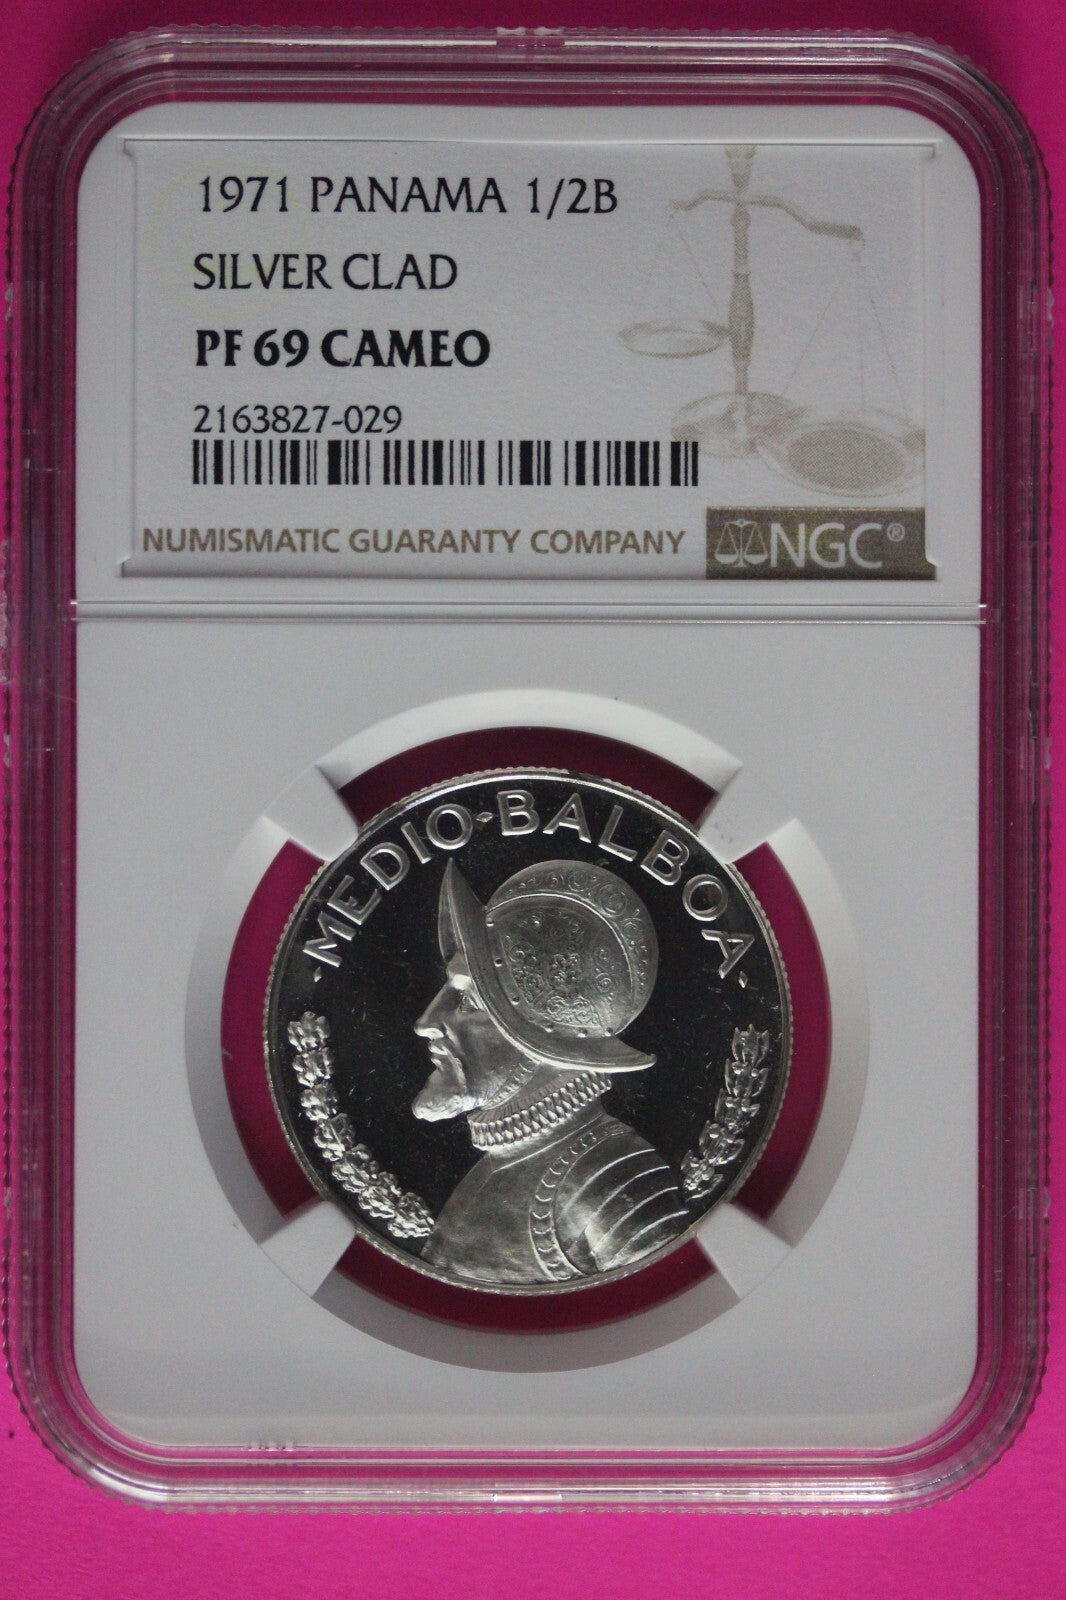 1971 PANAMA 1/2B
SILVER CLAD
PF 69 CAMEO
2163827-029
NUMISMATIC GUARANTY COMPANY
NGC®
·MEDIO·BALBOA·